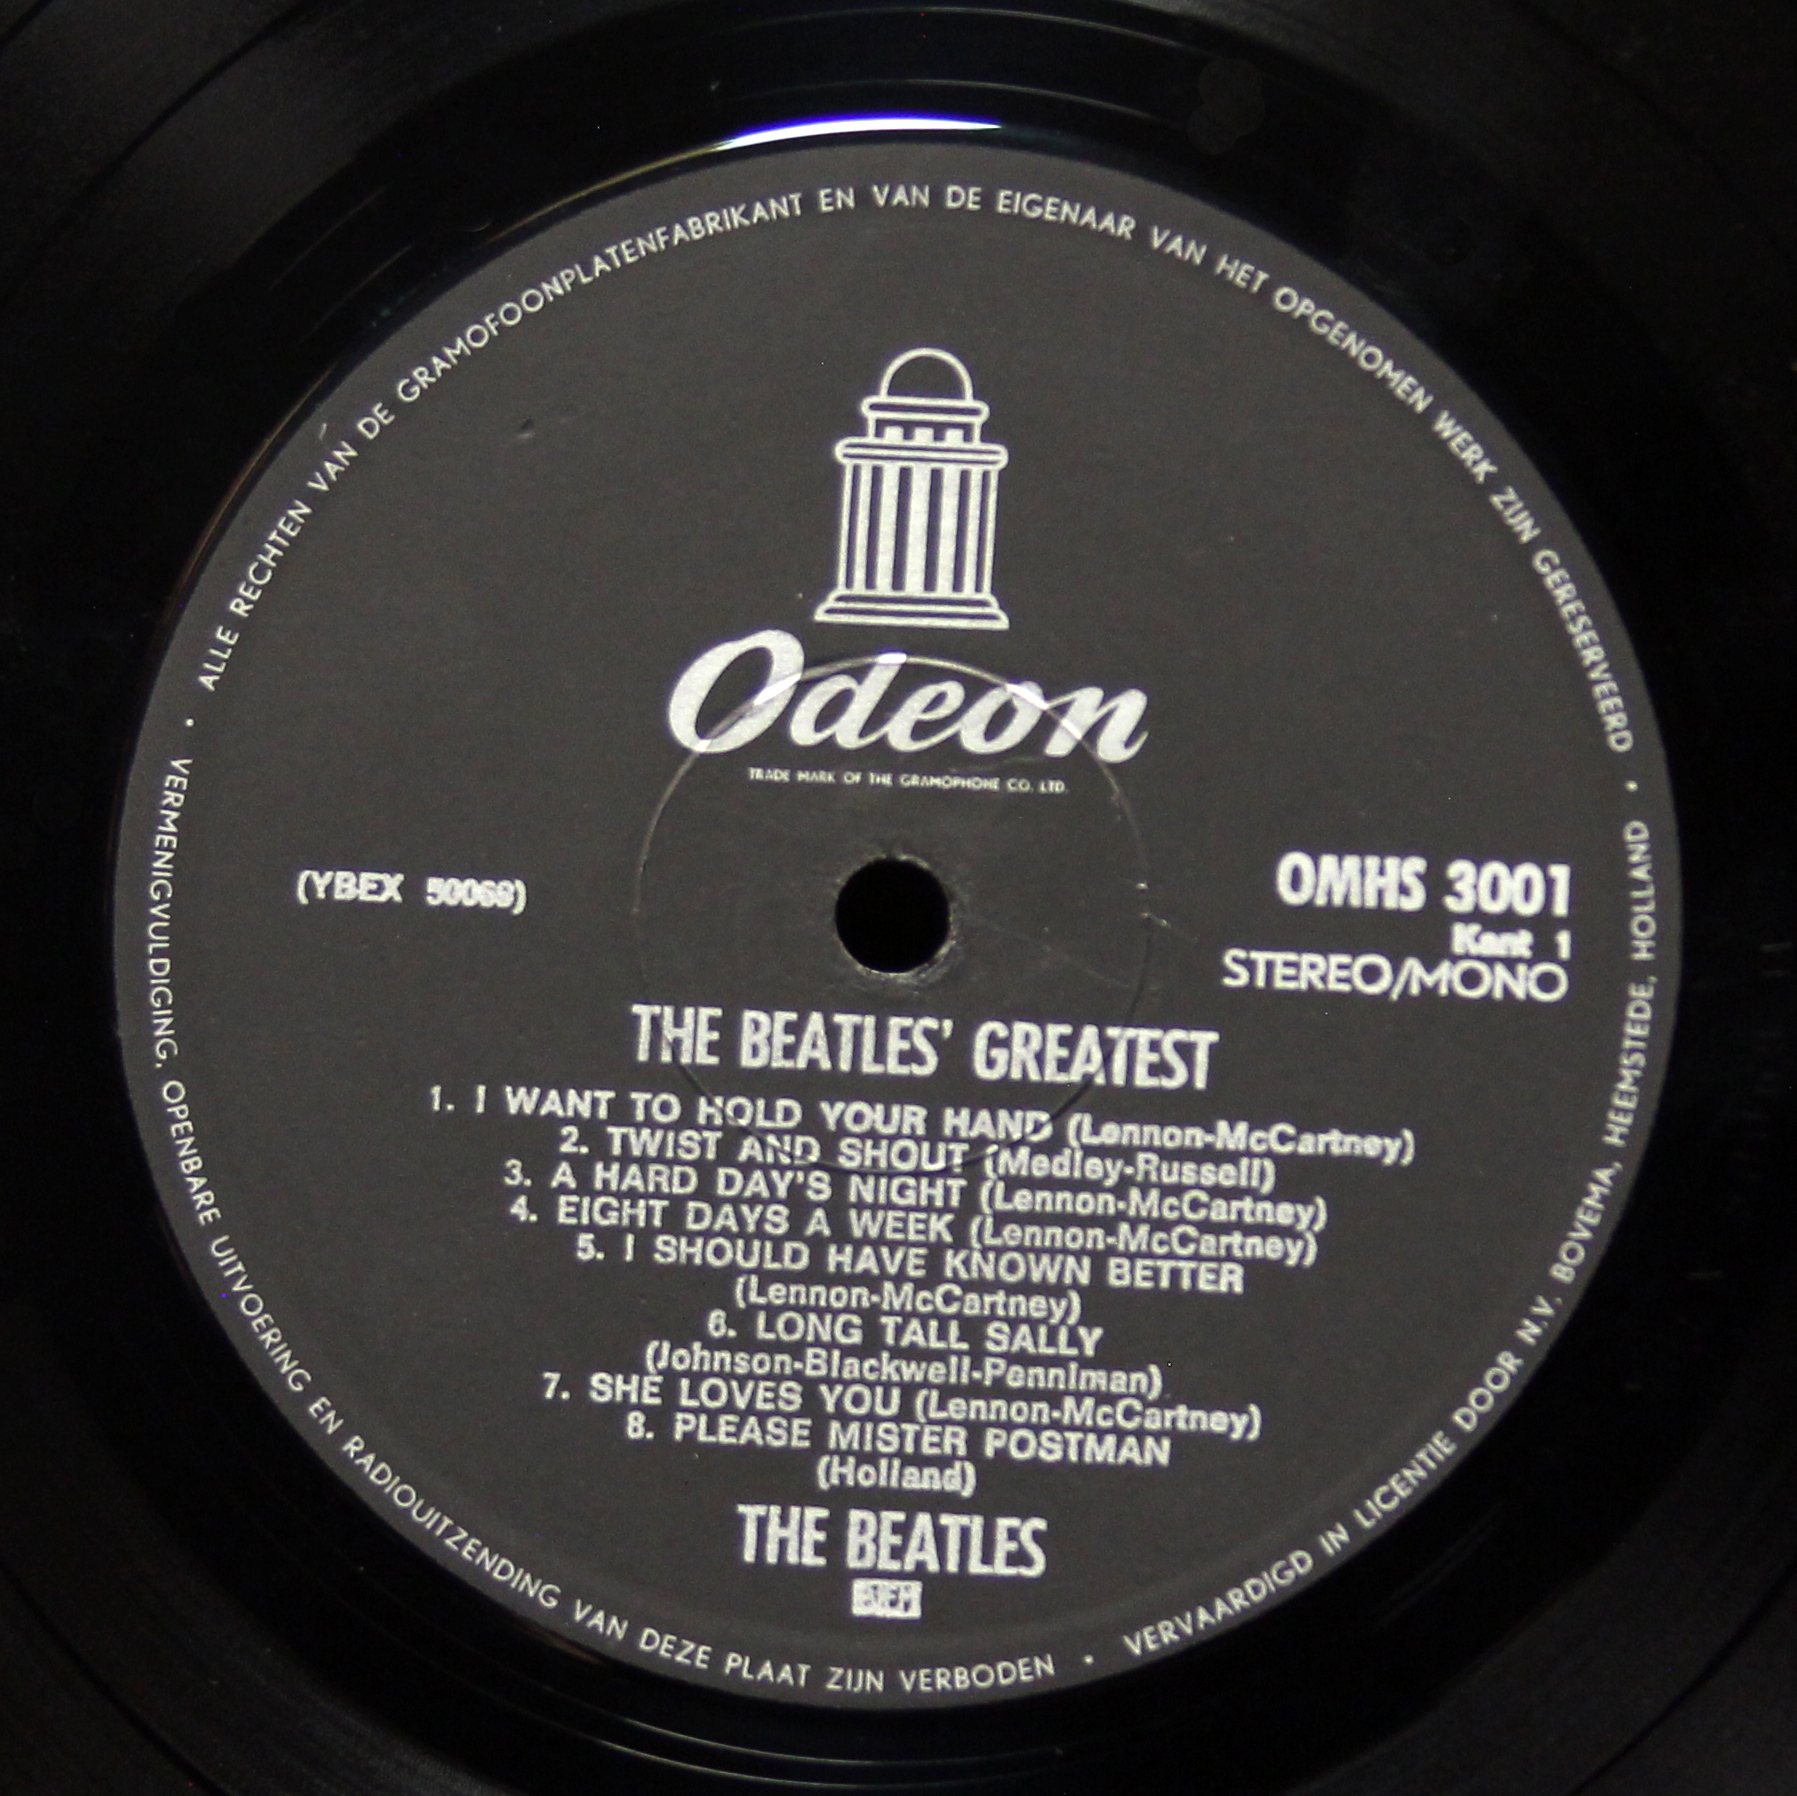 ALLE RECHTEN VAN DE GRAMOFOONPLATENFABRIKANT EN VAN DE EIGENAAR VAN HET OPGENOMEN WERK ZIJN GERESERVEERD •
Odeon
TRADE MARK OF THE GRAMOPHONE CO. LTD.
(YBEX 50068)
OMHS 3001
Kant 1
STEREO/MONO
THE BEATLES' GREATEST
1. I WANT TO HOLD YOUR HAND (Lennon-McCartney)
2. TWIST AND SHOUT (Medley-Russell)
3. A HARD DAY'S NIGHT (Lennon-McCartney)
4. EIGHT DAYS A WEEK (Lennon-McCartney)
5. I SHOULD HAVE KNOWN BETTER
(Lennon-McCartney)
6. LONG TALL SALLY
(Johnson-Blackwell-Penniman)
7. SHE LOVES YOU (Lennon-McCartney)
8. PLEASE MISTER POSTMAN
(Holland)
THE BEATLES
• VERMENIGVULDIGING, OPENBARE UITVOERING EN RADIOUITZENDING VAN DEZE PLAAT ZIJN VERBODEN •
VERVAARDIGD IN LICENTIE DOOR N.V. BOVEMA, HEEMSTEDE, HOLLAND